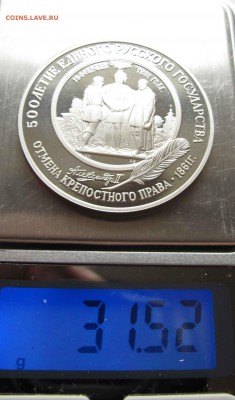 COINS.LAVE.RU
500-ЛЕТИЕ ЕДИНОГО РУССКОГО ГОСУДАРСТВА
ОТМЕНА КРЕПОСТНОГО ПРАВА · 1861 Г.
g
31.52